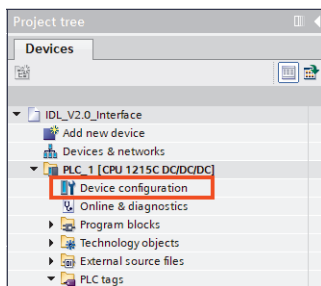 Project tree
Devices
IDL_V2.0_Interface
Add new device
Devices & networks
PLC_1 [CPU 1215C DC/DC/DC]
Device configuration
Online & diagnostics
Program blocks
Technology objects
External source files
PLC tags